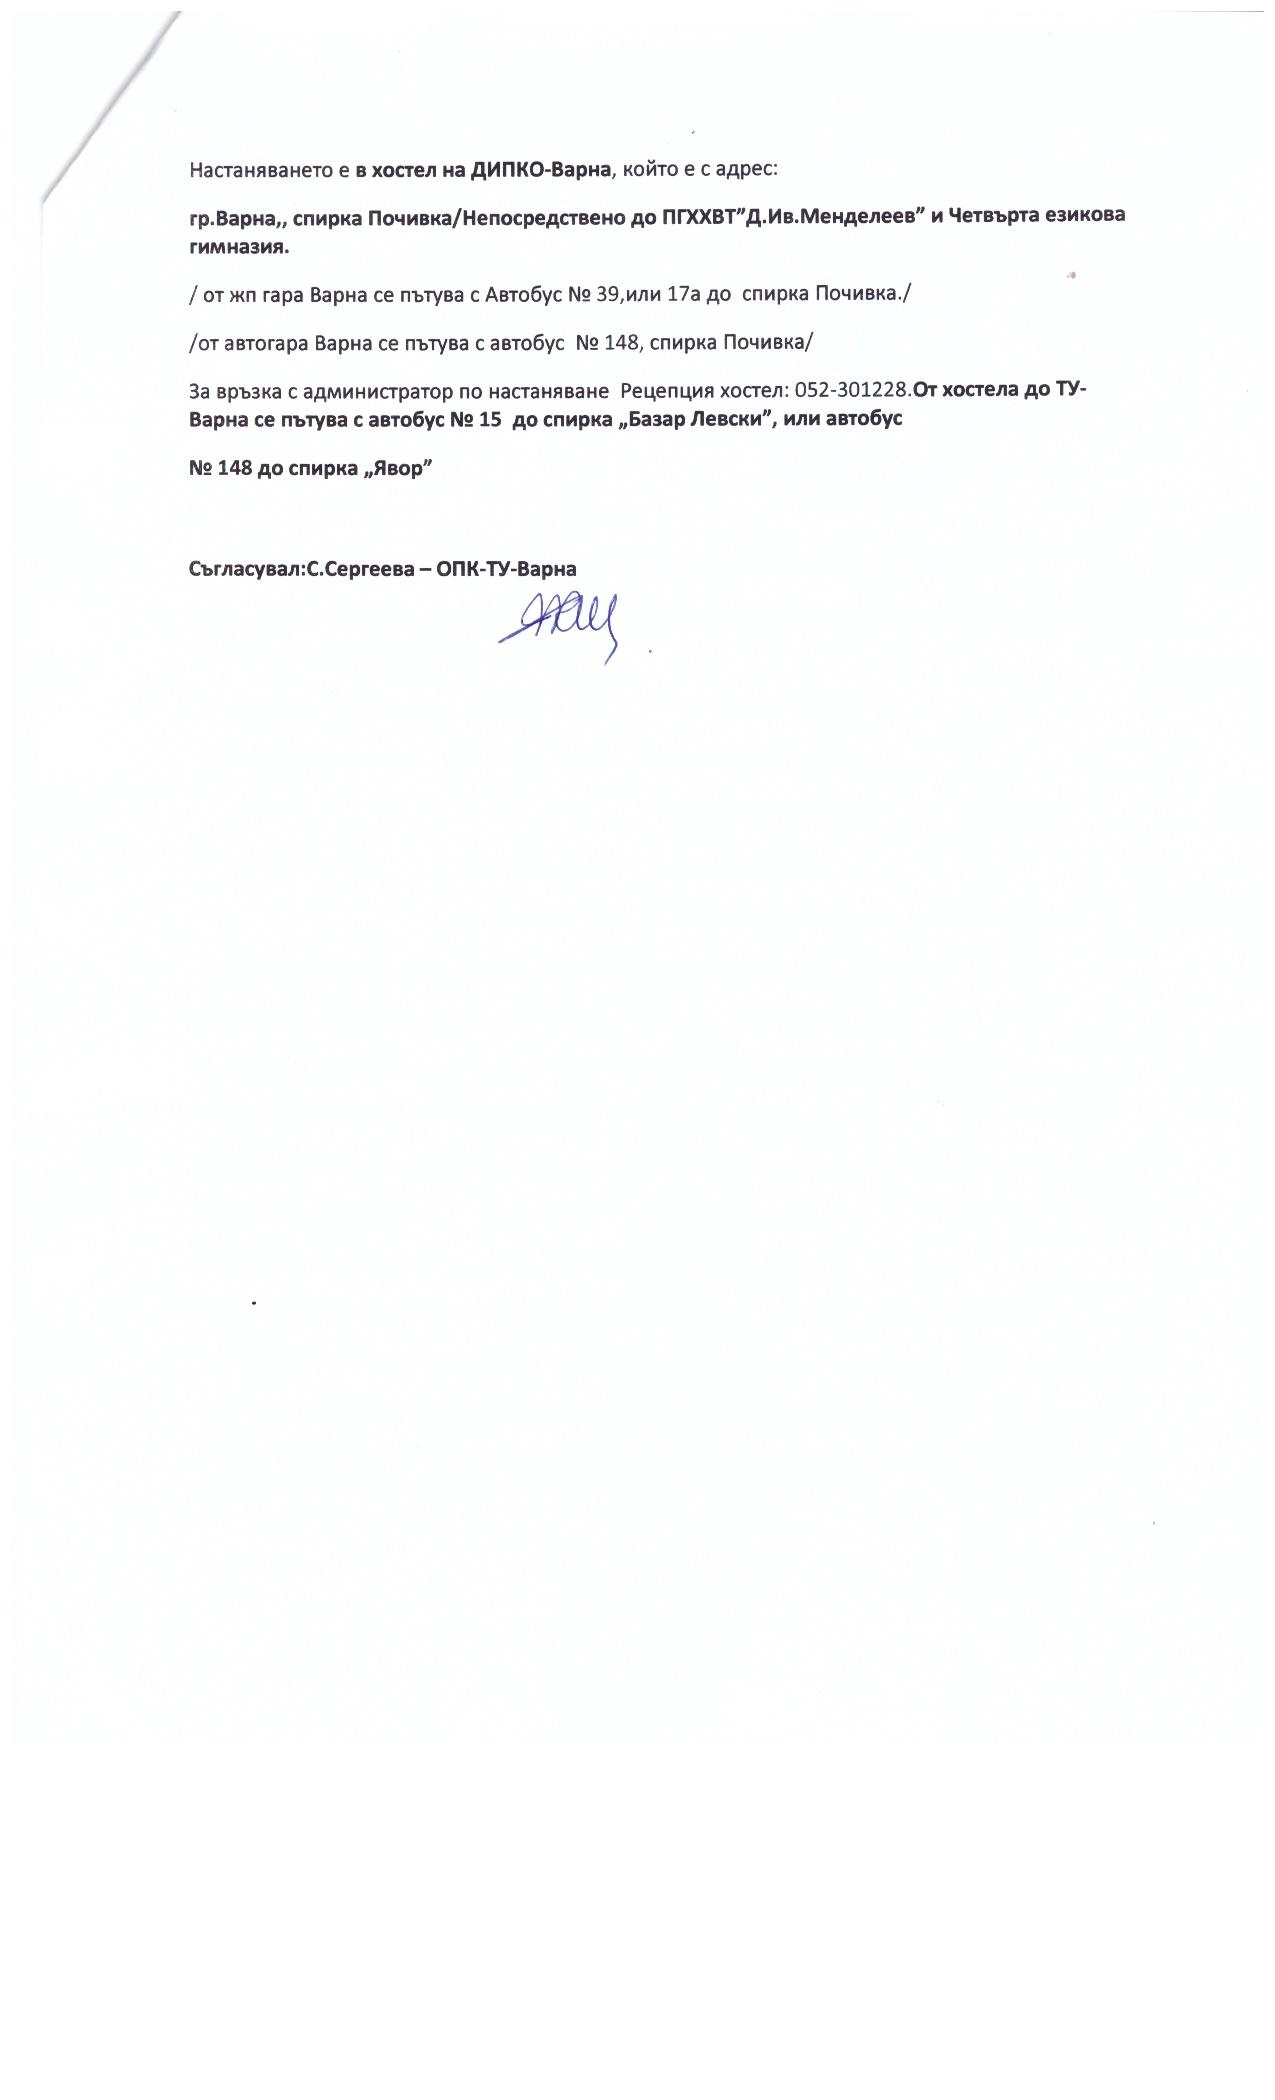 Настаняването е в хостел на ДИПКО-Варна, който е с адрес:
гр.Варна,, спирка Почивка/Непосредствено до ПГХХВТ”Д.Ив.Менделеев” и Четвърта езикова
гимназия.
/ от жп гара Варна се пътува с Автобус № 39,или 17а до  спирка Почивка./
/от автогара Варна се пътува с автобус  № 148, спирка Почивка/
За връзка с администратор по настаняване  Рецепция хостел: 052-301228.От хостела до ТУ-
Варна се пътува с автобус № 15  до спирка „Базар Левски”, или автобус
№ 148 до спирка „Явор”
Съгласувал:С.Сергеева – ОПК-ТУ-Варна